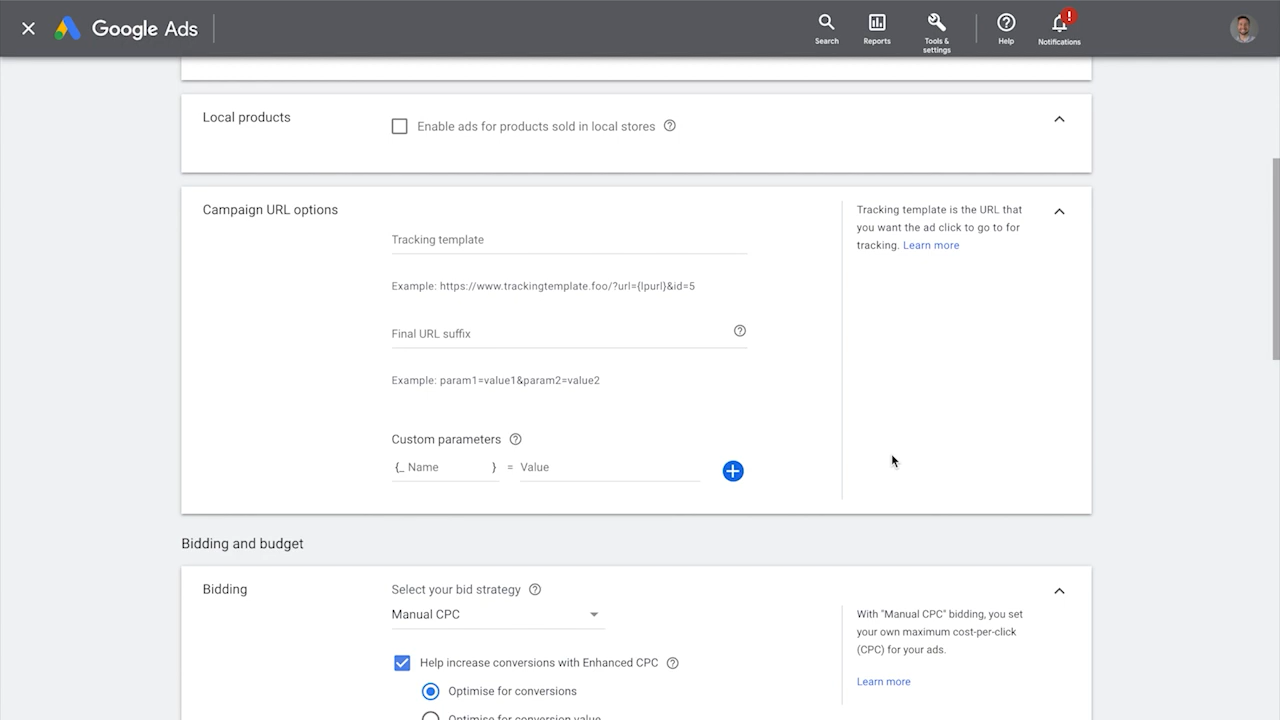 Google Ads
Search
Reports
Tools &
settings
Help
!
Notifications
Local products
Enable ads for products sold in local stores
Campaign URL options
Tracking template
Example: https://www.trackingtemplate.foo/?url={lpurl}&id=5
Final URL suffix
Example: param1=value1&param2=value2
Custom parameters
{_ Name } = Value
Tracking template is the URL that
you want the ad click to go to for
tracking. Learn more
Bidding and budget
Bidding
Select your bid strategy
Manual CPC
Help increase conversions with Enhanced CPC
Optimise for conversions
Optimise for conversion value
With "Manual CPC" bidding, you set
your own maximum cost-per-click
(CPC) for your ads.
Learn more